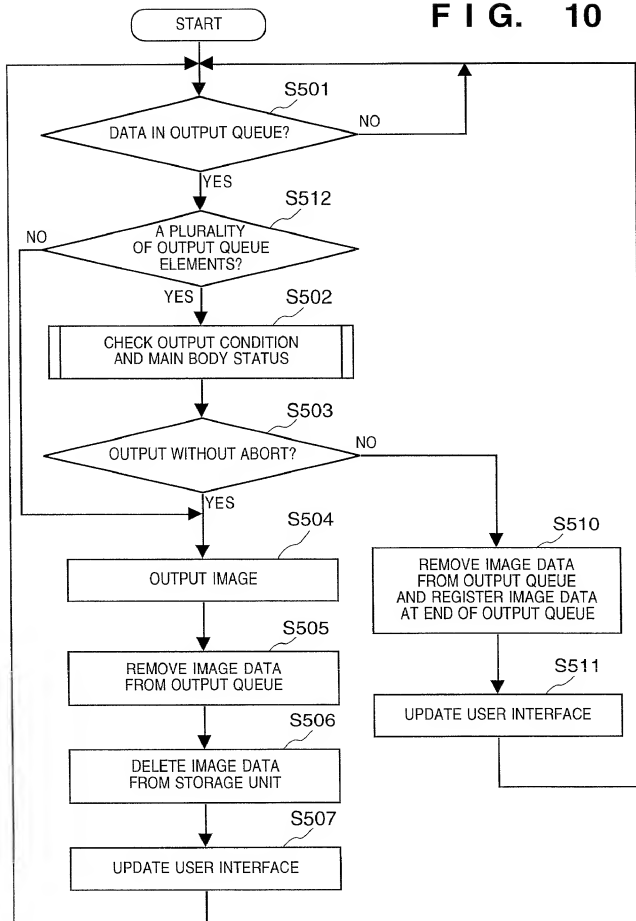 FIG. 10
START
S501
DATA IN OUTPUT QUEUE?
NO
YES
S512
NO
A PLURALITY
OF OUTPUT QUEUE
ELEMENTS?
YES
S502
CHECK OUTPUT CONDITION
AND MAIN BODY STATUS
S503
OUTPUT WITHOUT ABORT?
NO
YES
S504
OUTPUT IMAGE
S510
REMOVE IMAGE DATA
FROM OUTPUT QUEUE
AND REGISTER IMAGE DATA
AT END OF OUTPUT QUEUE
S505
REMOVE IMAGE DATA
FROM OUTPUT QUEUE
S511
UPDATE USER INTERFACE
S506
DELETE IMAGE DATA
FROM STORAGE UNIT
S507
UPDATE USER INTERFACE